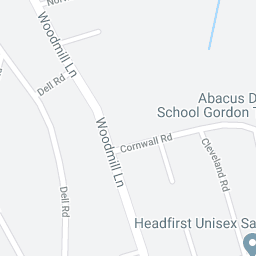 Woodmill Ln
Dell Rd
Abacus D
School Gordon
Cornwall Rd
Woodmill Ln
Cleveland Rd
Dell Rd
Headfirst Unisex Sa